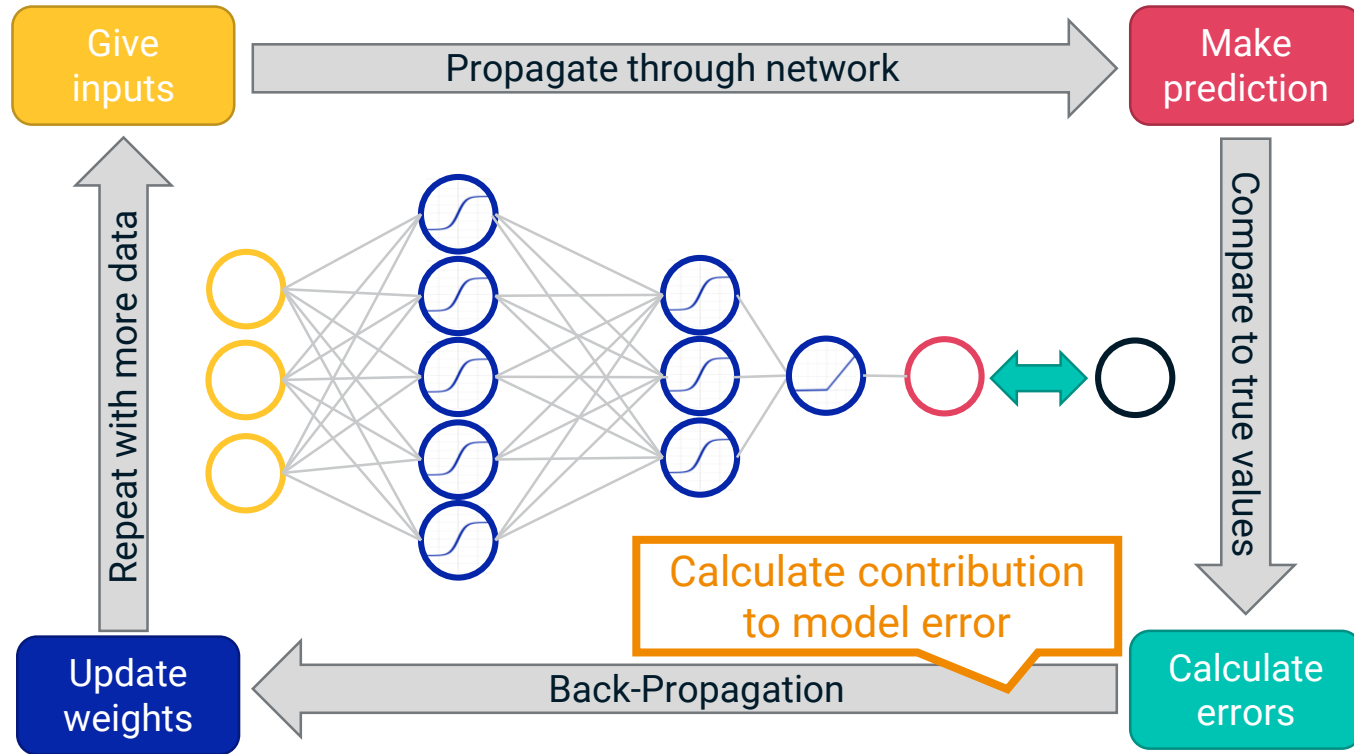 Give
inputs
Propagate through network
Make
prediction
Compare to true values
Repeat with more data
Calculate contribution
to model error
Update
weights
Back-Propagation
Calculate
errors